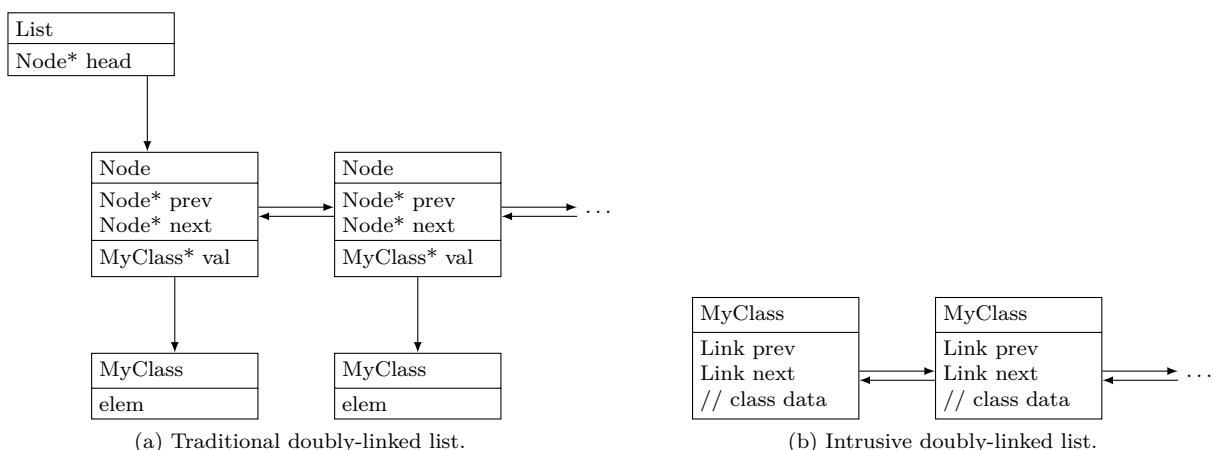 List
Node* head
Node
Node* prev
Node* next
MyClass* val
Node
Node* prev
Node* next
MyClass* val
...
MyClass
elem
MyClass
elem
(a) Traditional doubly-linked list.
MyClass
Link prev
Link next
// class data
MyClass
Link prev
Link next
// class data
...
(b) Intrusive doubly-linked list.